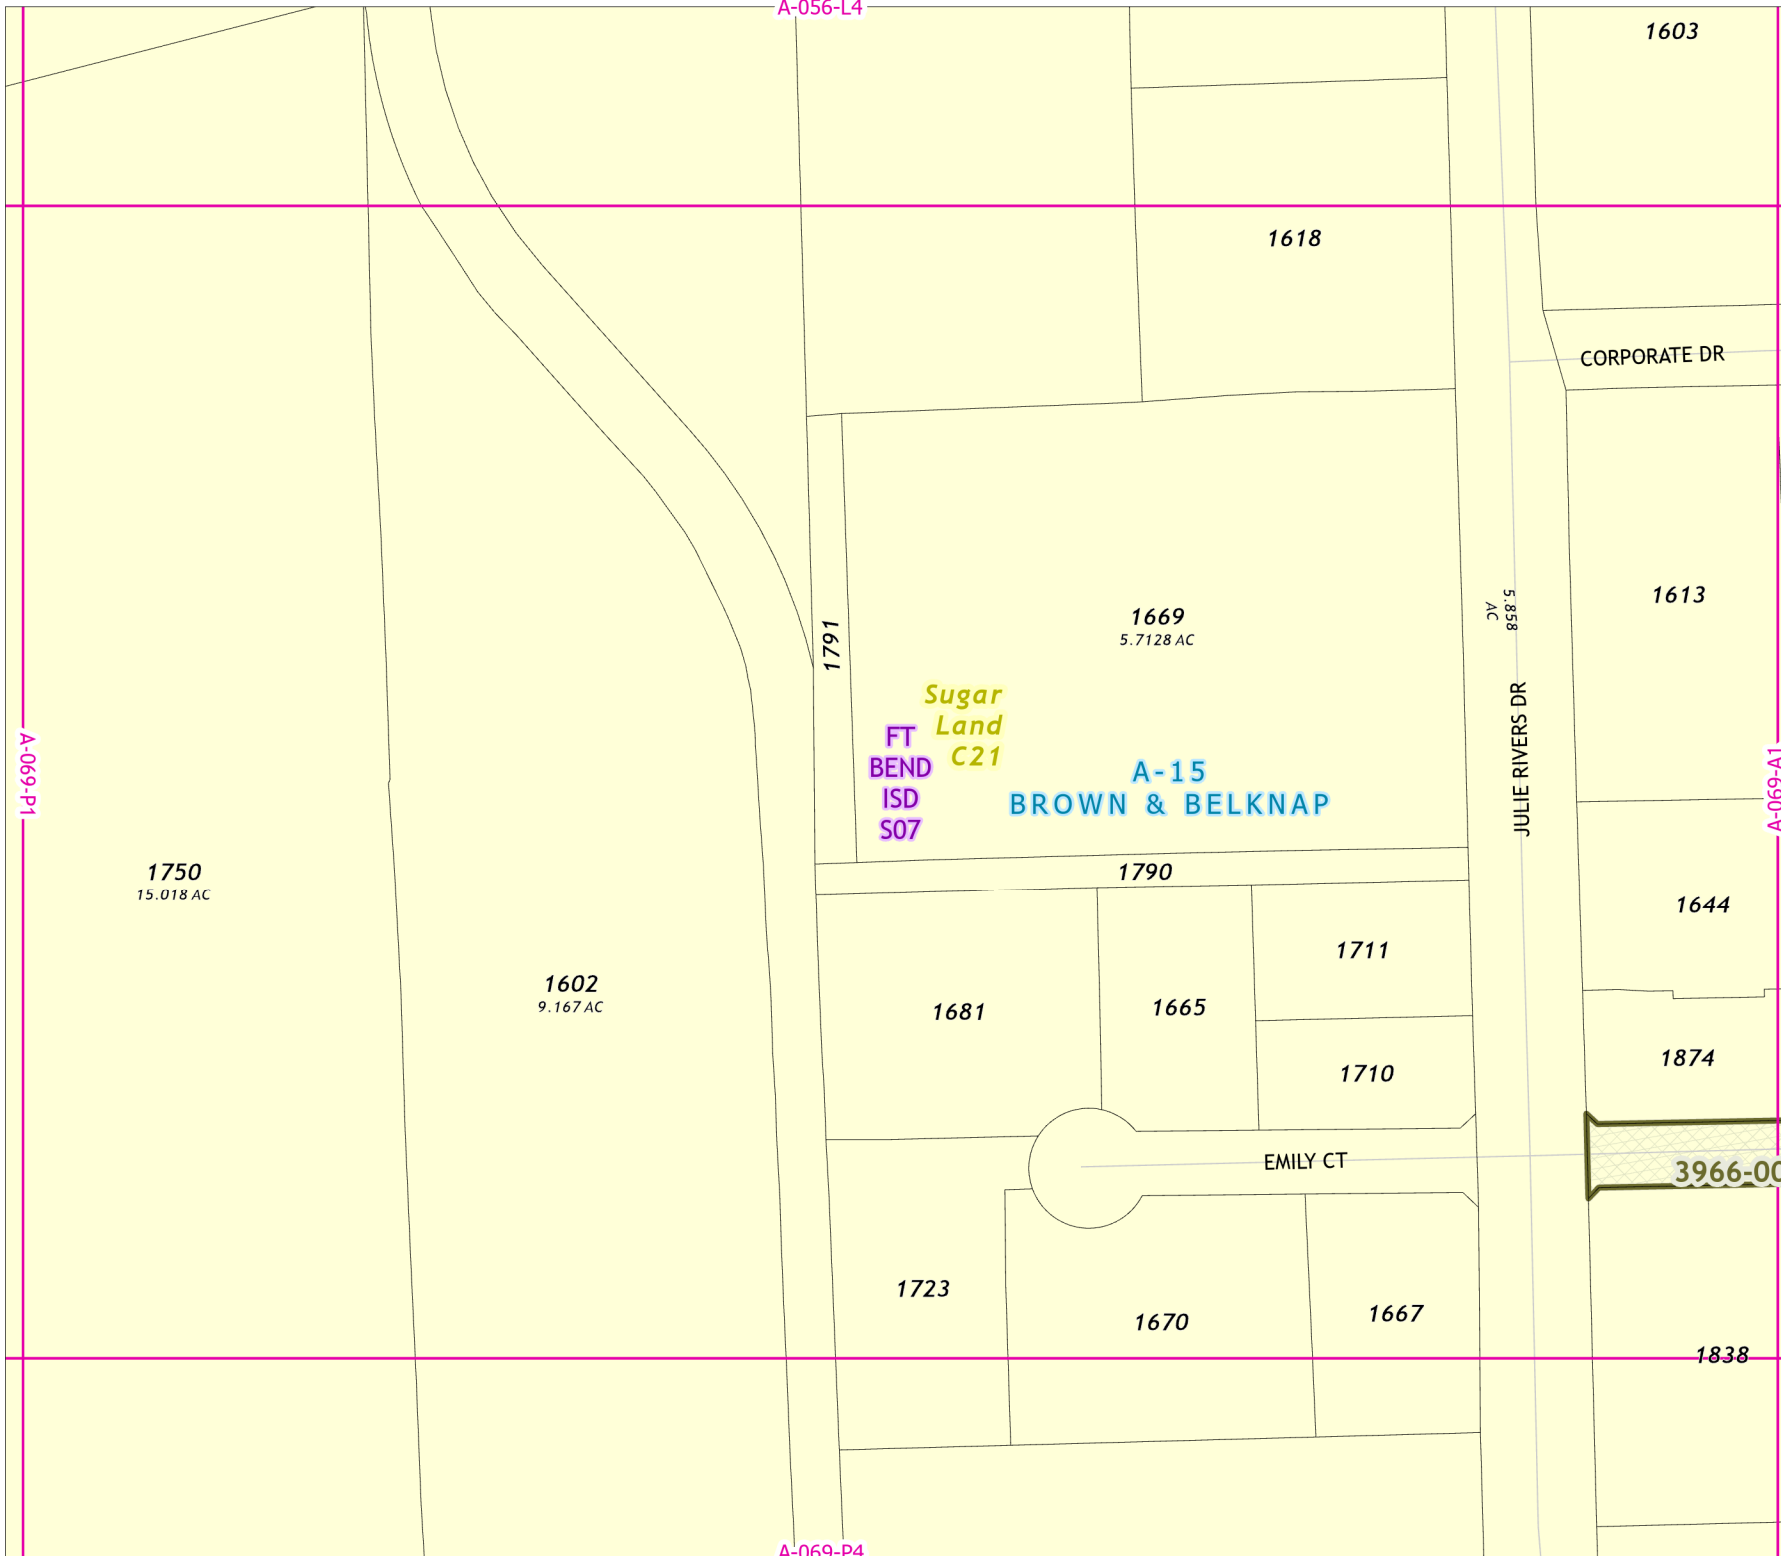 A-056-L4
1603
1618
CORPORATE DR
1613
5.858
AC
1669
5.7128 AC
1791
Sugar
Land
C21
FT
BEND
ISD
S07
A-15
BROWN & BELKNAP
JULIE RIVERS DR
A-069-P1
A-069-A1
1750
15.018 AC
1790
1644
1711
1602
9.167 AC
1681
1665
1874
1710
EMILY CT
3966-00
1723
1670
1667
1838
A-069-P4